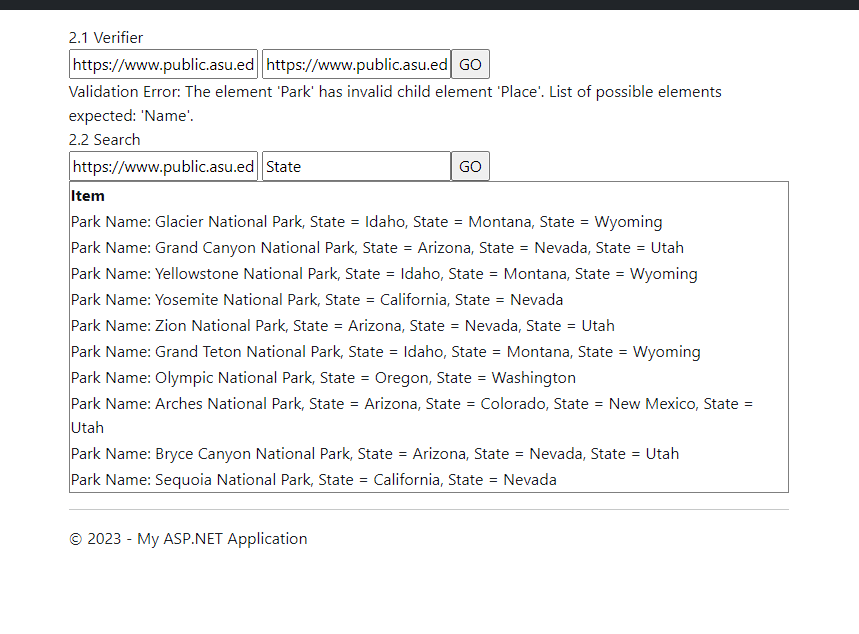 2.1 Verifier
https://www.public.asu.ed https://www.public.asu.ed GO
Validation Error: The element 'Park' has invalid child element 'Place'. List of possible elements
expected: 'Name'.
2.2 Search
https://www.public.asu.ed State GO
Item
Park Name: Glacier National Park, State = Idaho, State = Montana, State = Wyoming
Park Name: Grand Canyon National Park, State = Arizona, State = Nevada, State = Utah
Park Name: Yellowstone National Park, State = Idaho, State = Montana, State = Wyoming
Park Name: Yosemite National Park, State = California, State = Nevada
Park Name: Zion National Park, State = Arizona, State = Nevada, State = Utah
Park Name: Grand Teton National Park, State = Idaho, State = Montana, State = Wyoming
Park Name: Olympic National Park, State = Oregon, State = Washington
Park Name: Arches National Park, State = Arizona, State = Colorado, State = New Mexico, State =
Utah
Park Name: Bryce Canyon National Park, State = Arizona, State = Nevada, State = Utah
Park Name: Sequoia National Park, State = California, State = Nevada
© 2023 - My ASP.NET Application